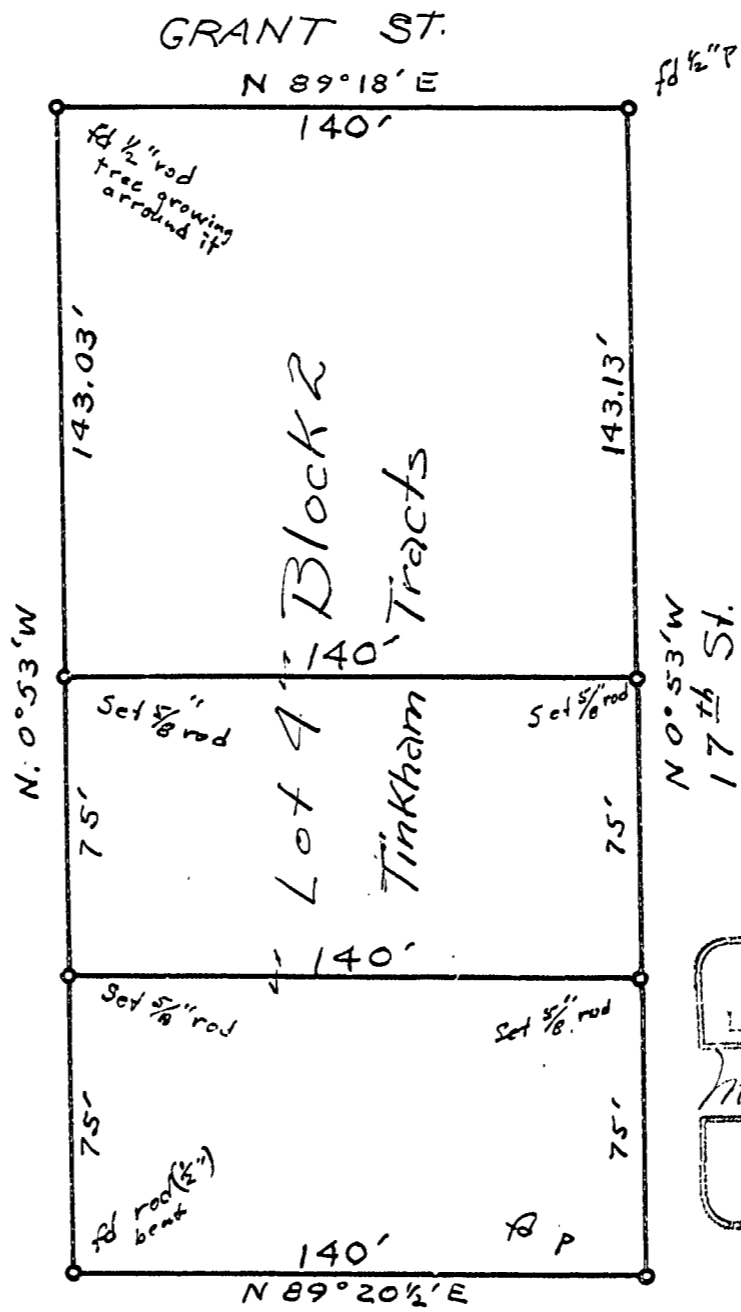 GRANT ST.
N 89°18' E
140'
fd ½" P
fd ½" rod
tree growing
arround it
143.03'
143.13'
Lot 4 Block 2
Tinkham Tracts
140'
Set 5/8" rod
Set 5/8" rod
N. 0°53'W
N 0°53'W
17th St.
75'
75'
140'
Set 5/8" rod
Set 5/8" rod
75'
75'
fd rod(½")
bent
fd P
140'
N 89°20½' E